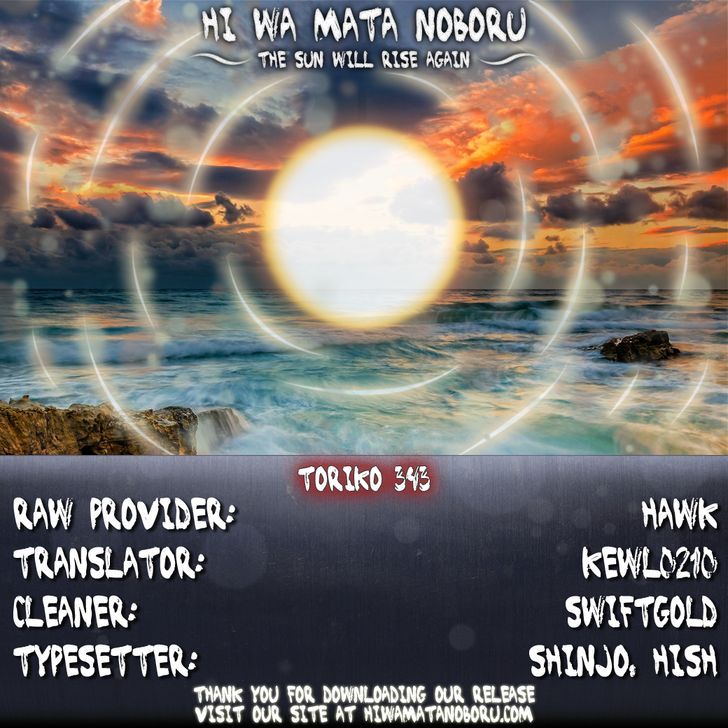 HI WA MATA NOBORU
THE SUN WILL RISE AGAIN
TORIKO 343
RAW PROVIDER: HAWK
TRANSLATOR: KEWL0210
CLEANER: SWIFTGOLD
TYPESETTER: SHINJO, HISH
THANK YOU FOR DOWNLOADING OUR RELEASE
VISIT OUR SITE AT HIWAMATANOBORU.COM